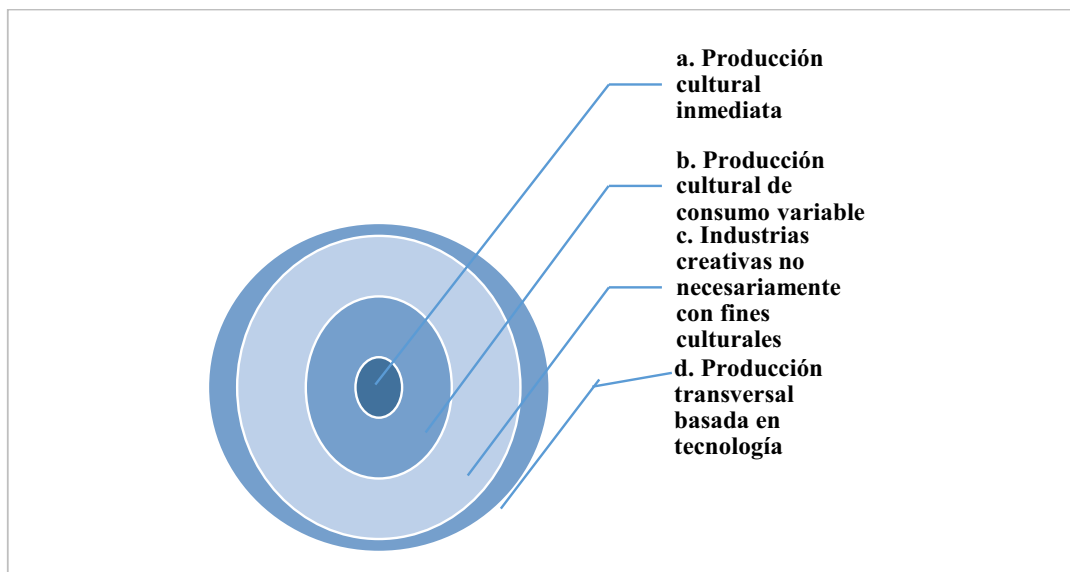 a. Producción
cultural
inmediata
b. Producción
cultural de
consumo variable
c. Industrias
creativas no
necesariamente
con fines
culturales
d. Producción
transversal
basada en
tecnología